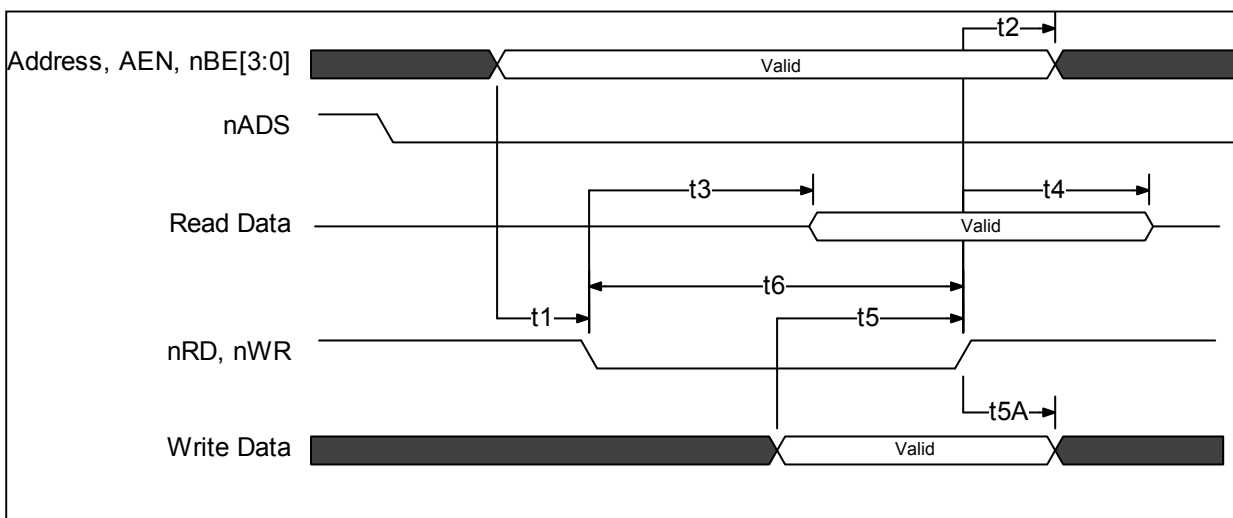 t2
Address, AEN, nBE[3:0]
Valid
nADS
t3
t4
Read Data
Valid
t6
t1
t5
nRD, nWR
t5A
Write Data
Valid